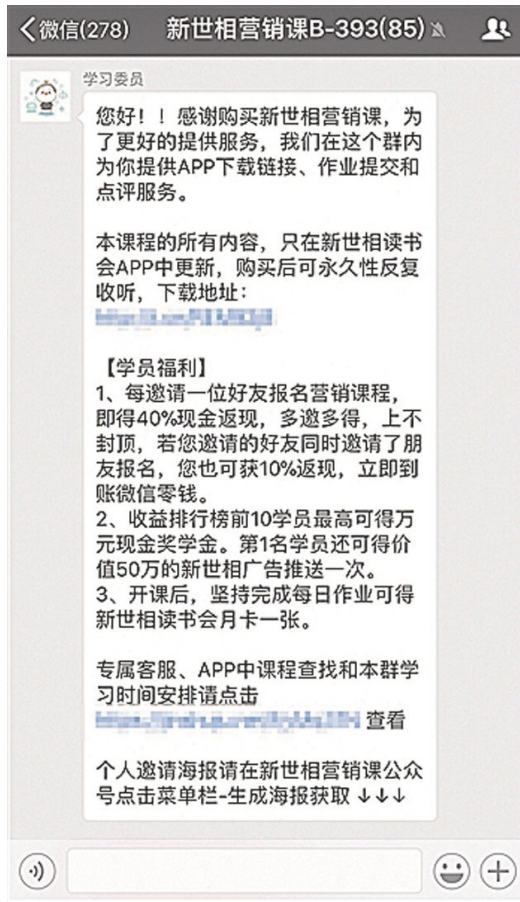 微信(278)
新世相营销课B-393(85)
学习委员
您好！！感谢购买新世相营销课，为
了更好的提供服务，我们在这个群内
为你提供APP下载链接、作业提交和
点评服务。
本课程的所有内容，只在新世相读书
会APP中更新，购买后可永久性反复
收听，下载地址：
【学员福利】
1、每邀请一位好友报名营销课程，
即得40%现金返现，多邀多得，上不
封顶，若您邀请的好友同时邀请了朋
友报名，您也可获10%返现，立即到
账微信零钱。
2、收益排行榜前10学员最高可得万
元现金奖学金。第1名学员还可得价
值50万的新世相广告推送一次。
3、开课后，坚持完成每日作业可得
新世相读书会月卡一张。
专属客服、APP中课程查找和本群学
习时间安排请点击
查看
个人邀请海报请在新世相营销课公众
号点击菜单栏-生成海报获取 ↓↓↓